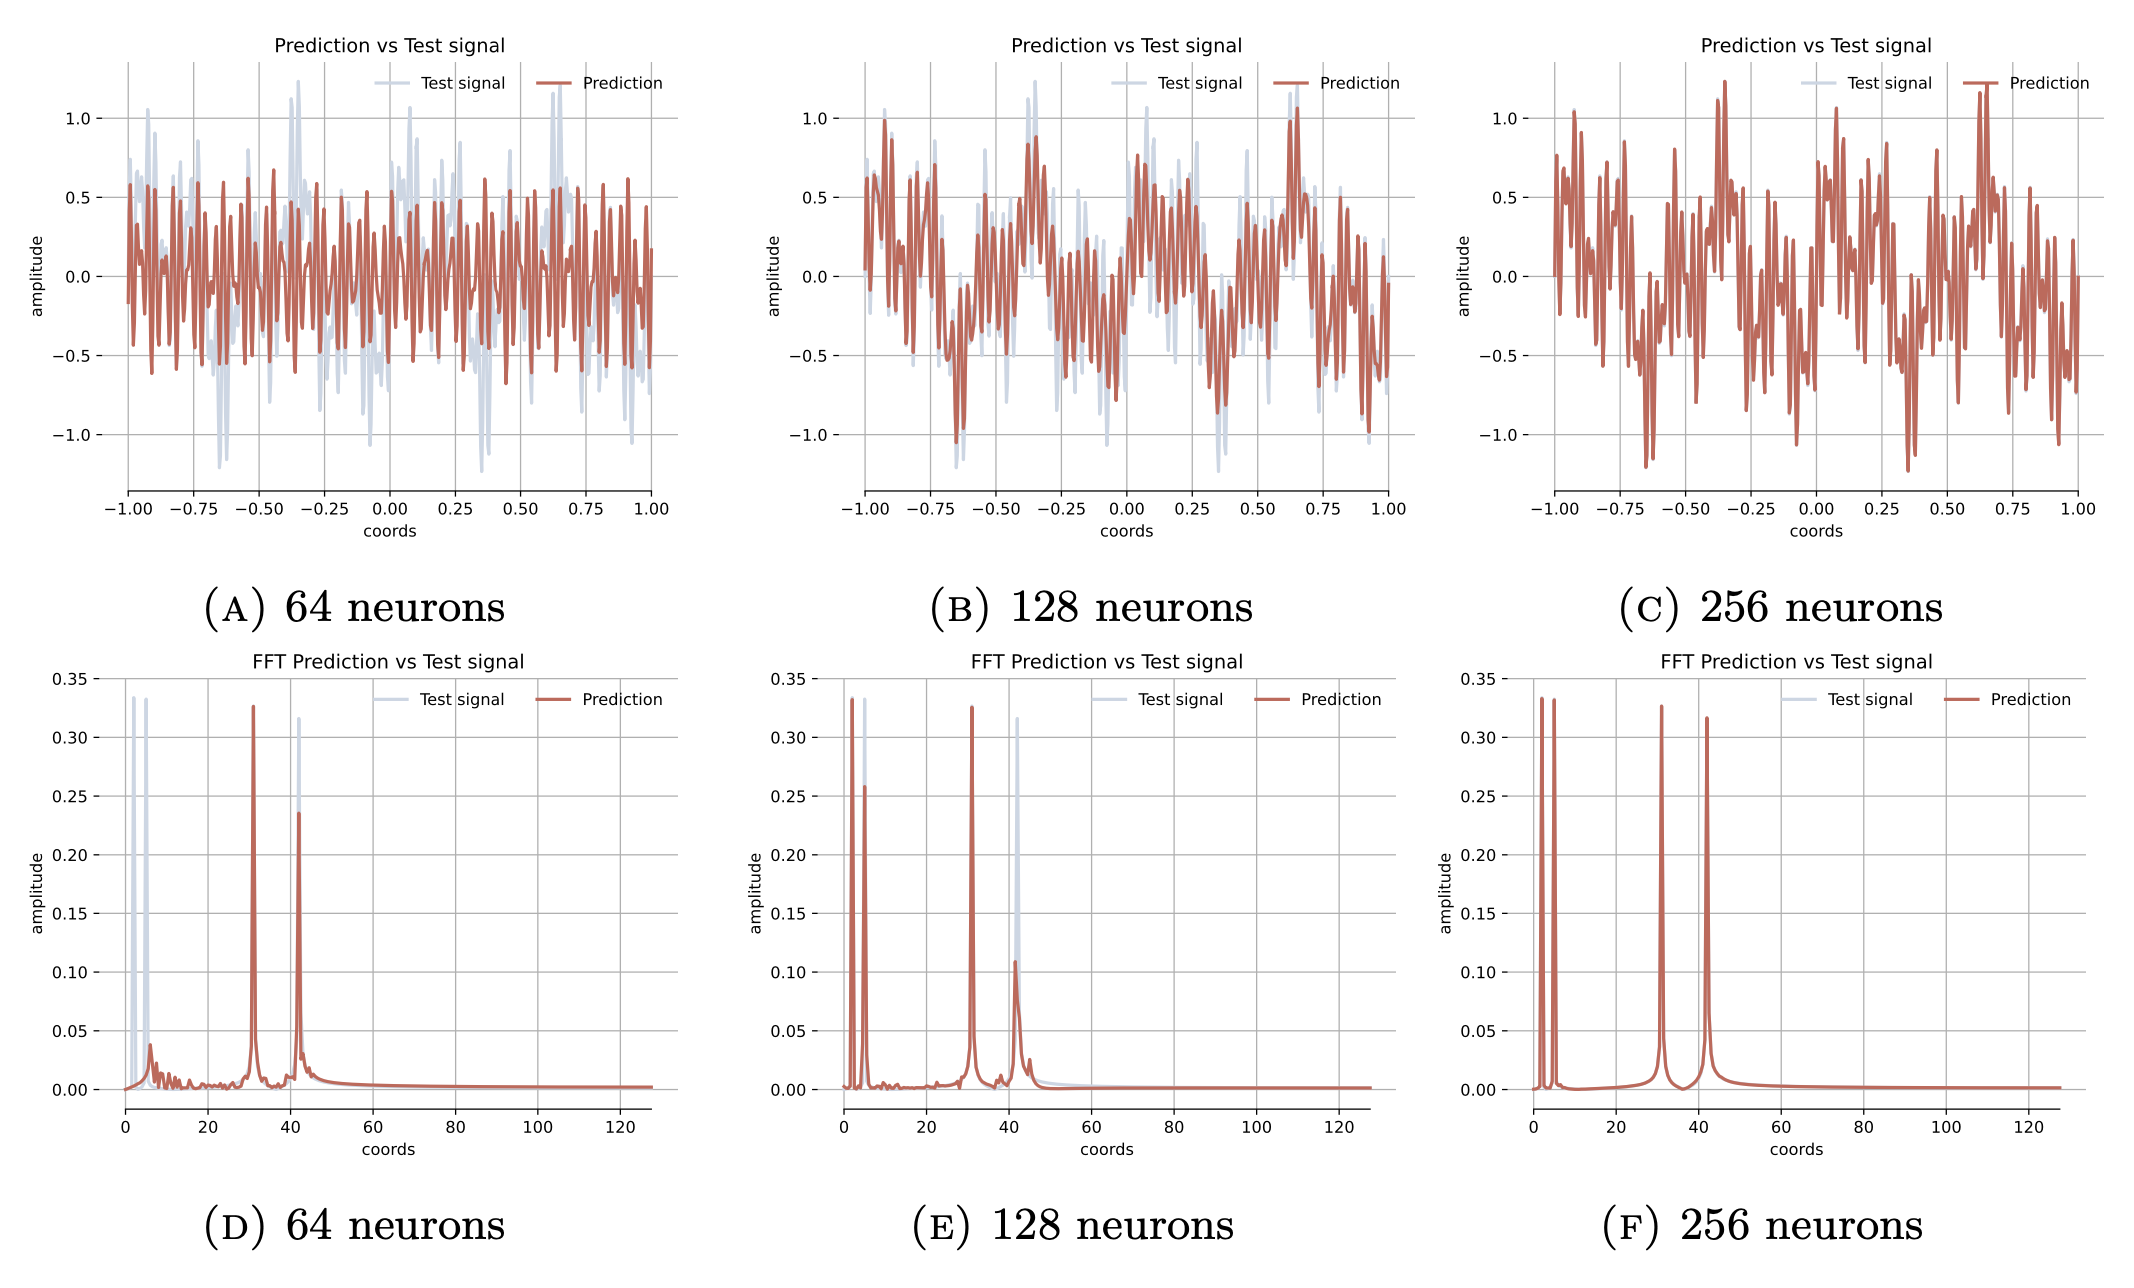 Prediction vs Test signal
Test signal Prediction
1.0
0.5
0.0
−0.5
−1.0
amplitude
−1.00 −0.75 −0.50 −0.25 0.00 0.25 0.50 0.75 1.00
coords
(A) 64 neurons
Prediction vs Test signal
Test signal Prediction
1.0
0.5
0.0
−0.5
−1.0
amplitude
−1.00 −0.75 −0.50 −0.25 0.00 0.25 0.50 0.75 1.00
coords
(B) 128 neurons
Prediction vs Test signal
Test signal Prediction
1.0
0.5
0.0
−0.5
−1.0
amplitude
−1.00 −0.75 −0.50 −0.25 0.00 0.25 0.50 0.75 1.00
coords
(C) 256 neurons
FFT Prediction vs Test signal
Test signal Prediction
0.35
0.30
0.25
0.20
0.15
0.10
0.05
0.00
amplitude
0 20 40 60 80 100 120
coords
(D) 64 neurons
FFT Prediction vs Test signal
Test signal Prediction
0.35
0.30
0.25
0.20
0.15
0.10
0.05
0.00
amplitude
0 20 40 60 80 100 120
coords
(E) 128 neurons
FFT Prediction vs Test signal
Test signal Prediction
0.35
0.30
0.25
0.20
0.15
0.10
0.05
0.00
amplitude
0 20 40 60 80 100 120
coords
(F) 256 neurons